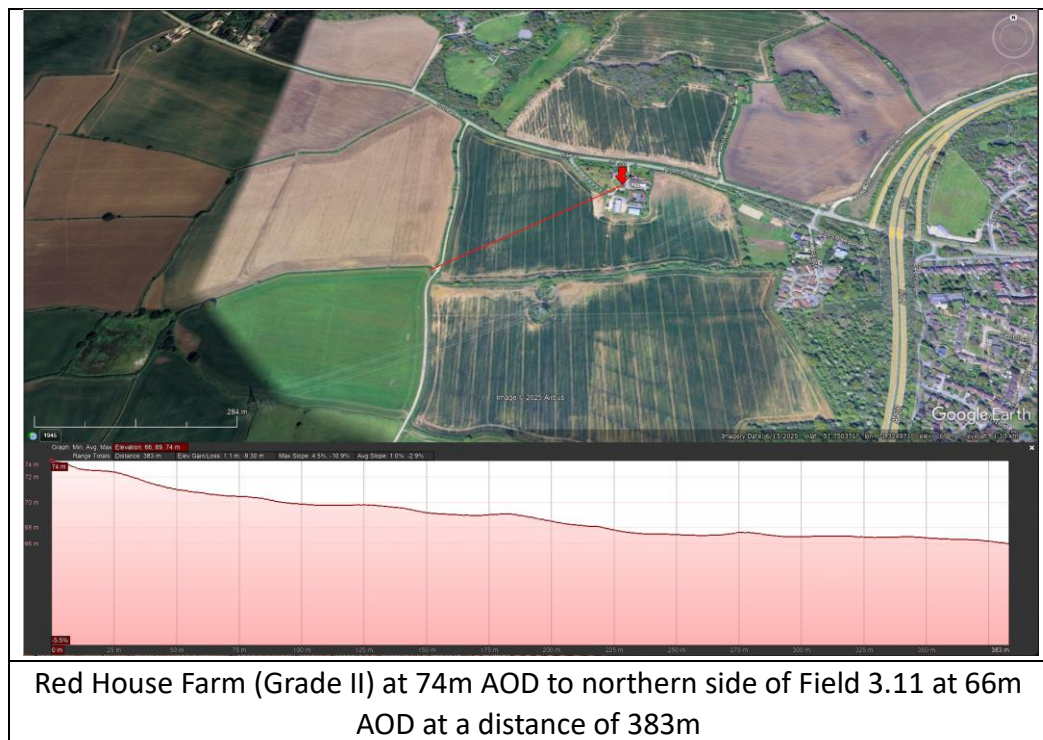 N
284 m
Image © 2025 Airbus
Google Earth
1945
Graph: Min, Avg, Max Elevation: 66, 69, 74 m
Range Totals: Distance: 383 m Elev Gain/Loss: 1.1 m, -9.30 m Max Slope: 4.5%, -10.9% Avg Slope: 1.0%, -2.9%
74 m
74 m
72 m
70 m
68 m
66 m
-5.5%
0 m 25 m 50 m 75 m 100 m 125 m 150 m 175 m 200 m 225 m 250 m 275 m 300 m 325 m 350 m 383 m
Red House Farm (Grade II) at 74m AOD to northern side of Field 3.11 at 66m
AOD at a distance of 383m